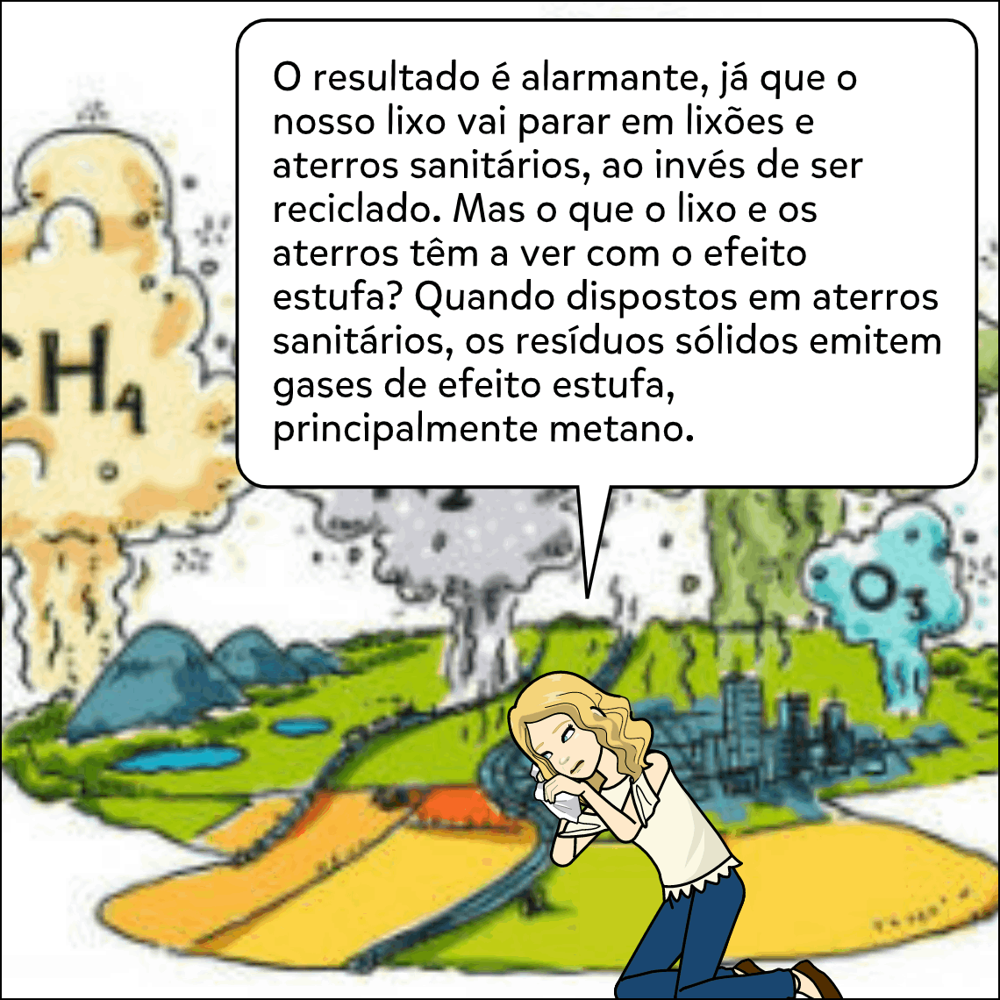 O resultado é alarmante, já que o
nosso lixo vai parar em lixões e
aterros sanitários, ao invés de ser
reciclado. Mas o que o lixo e os
aterros têm a ver com o efeito
estufa? Quando dispostos em aterros
sanitários, os resíduos sólidos emitem
gases de efeito estufa,
principalmente metano.
CH₄
O₃